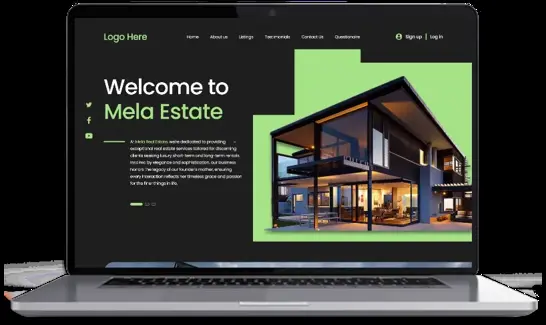 Logo Here
Home About us Listings Testimonials Contact Us Questionaire Sign up | Log in
Welcome to
Mela Estate
At Mela Real Estate, we're dedicated to providing
exceptional real estate services tailored for discerning
clients seeking luxury short-term and long-term rentals.
Inspired by elegance and sophistication, our business
honors the legacy of our founder's mother, ensuring
every interaction reflects her timeless grace and passion
for the finer things in life.